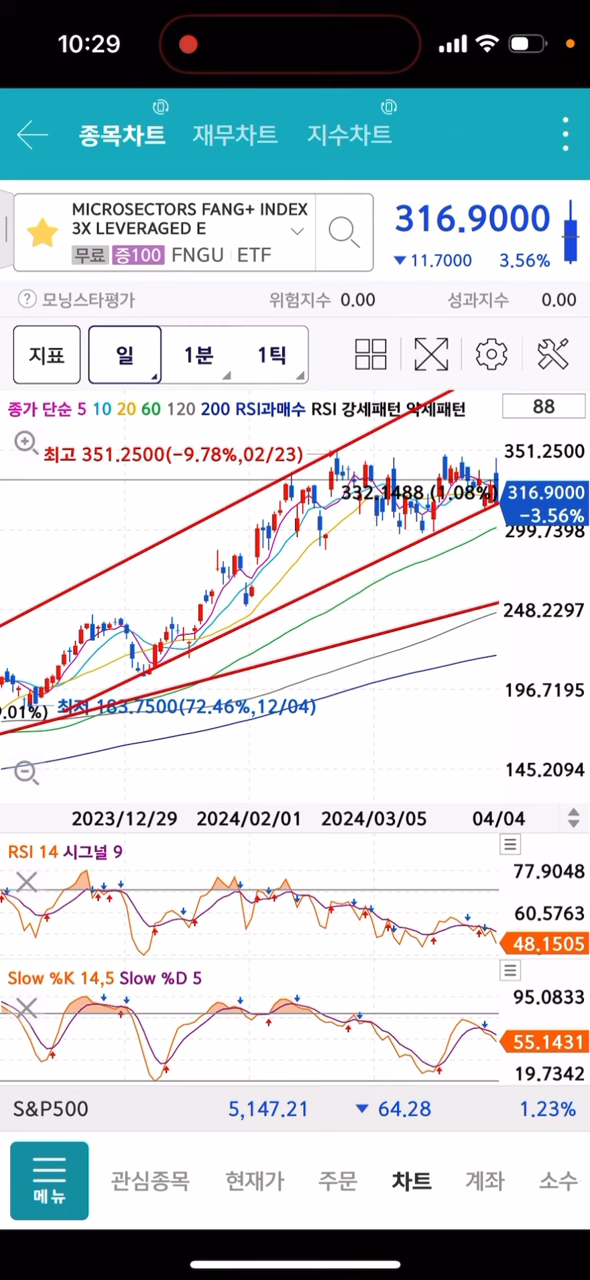 10:29
종목차트 재무차트 지수차트
MICROSECTORS FANG+ INDEX
3X LEVERAGED E
무료 증100 FNGU ETF
316.9000
▼ 11.7000 3.56%
? 모닝스타평가 위험지수 0.00 성과지수 0.00
지표 일 1분 1틱
종가 단순 5 10 20 60 120 200 RSI과매수 RSI 강세패턴 약세패턴
88
최고 351.2500(-9.78%,02/23)
351.2500
332.1488 (1.08%)
316.9000
-3.56%
299.7398
248.2297
196.7195
최저 183.7500(72.46%,12/04)
.01%)
145.2094
2023/12/29 2024/02/01 2024/03/05 04/04
RSI 14 시그널 9
77.9048
60.5763
48.1505
Slow %K 14,5 Slow %D 5
95.0833
55.1431
19.7342
S&P500 5,147.21 ▼ 64.28 1.23%
메뉴 관심종목 현재가 주문 차트 계좌 소수